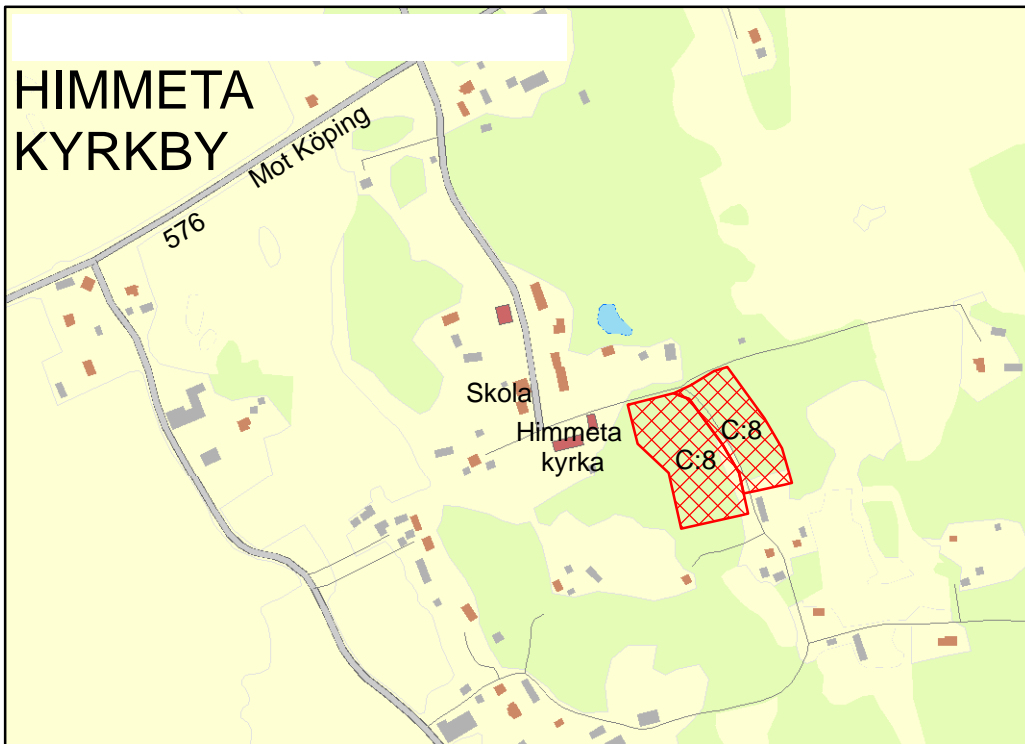 HIMMETA
KYRKBY
Mot Köping
576
Skola
Himmeta
kyrka
C:8
C:8